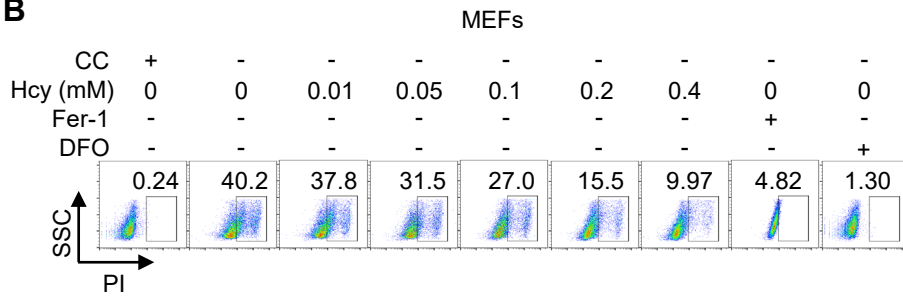 B
MEFs
CC + - - - - - - - -
Hcy (mM) 0 0 0.01 0.05 0.1 0.2 0.4 0 0
Fer-1 - - - - - - - + -
DFO - - - - - - - - +
0.24 40.2 37.8 31.5 27.0 15.5 9.97 4.82 1.30
SSC
PI